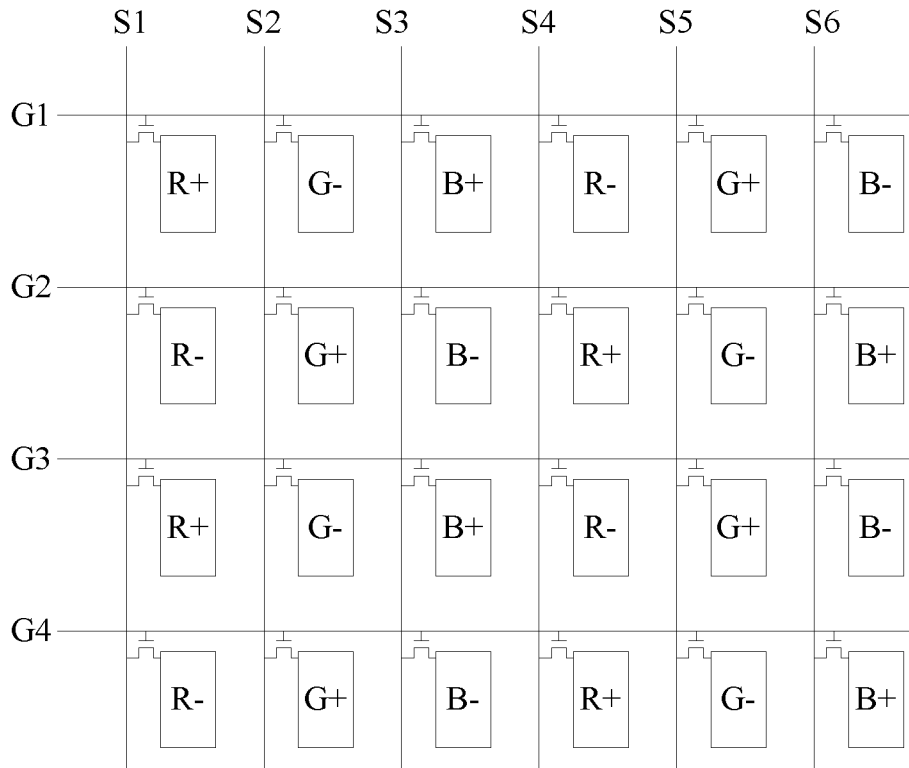 S1 S2 S3 S4 S5 S6
G1
R+ G- B+ R- G+ B-
G2
R- G+ B- R+ G- B+
G3
R+ G- B+ R- G+ B-
G4
R- G+ B- R+ G- B+